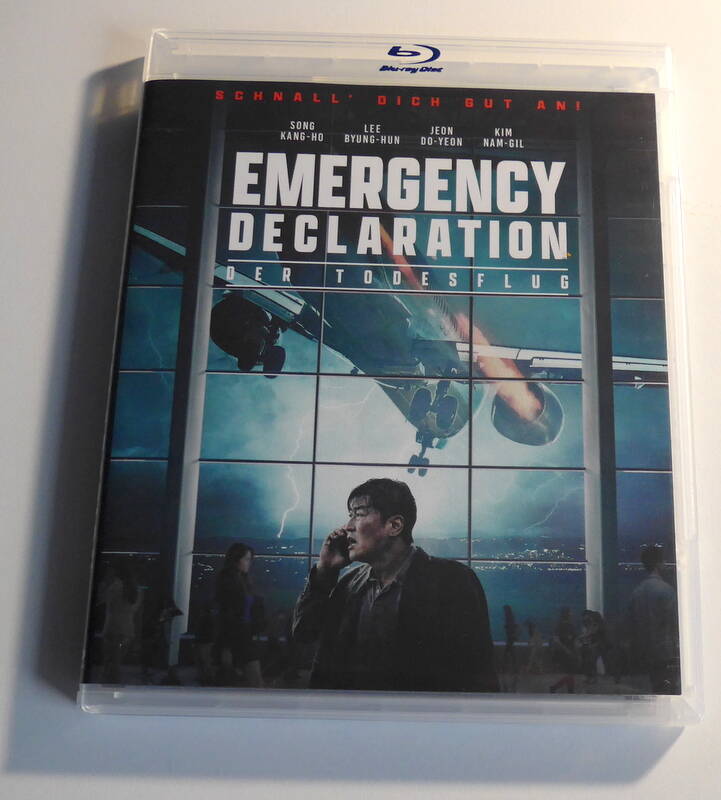 Blu-ray Disc
SCHNALL' DICH GUT AN!
SONG KANG-HO
LEE BYUNG-HUN
JEON DO-YEON
KIM NAM-GIL
EMERGENCY
DECLARATION
DER TODESFLUG